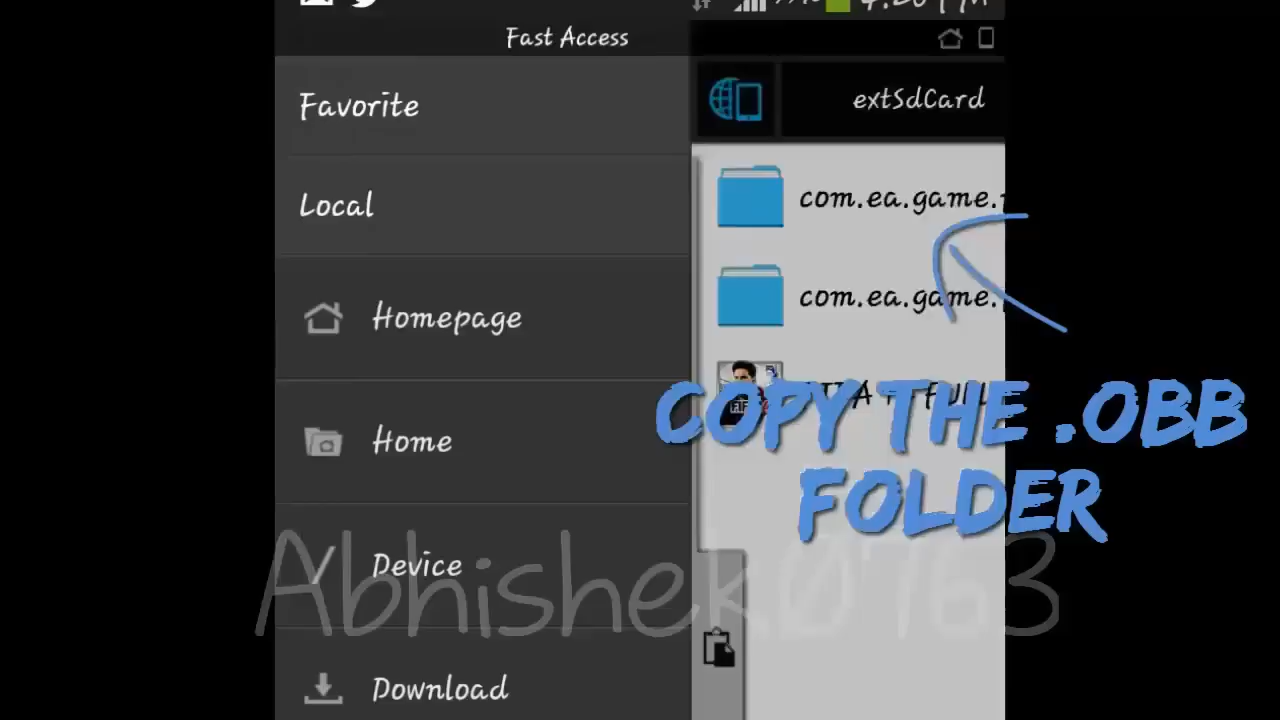 Fast Access
Favorite
extSdCard
Local
com.ea.game.
Homepage
com.ea.game.
Home
COPY THE .OBB
FOLDER
Device
Abhishek0763
Download